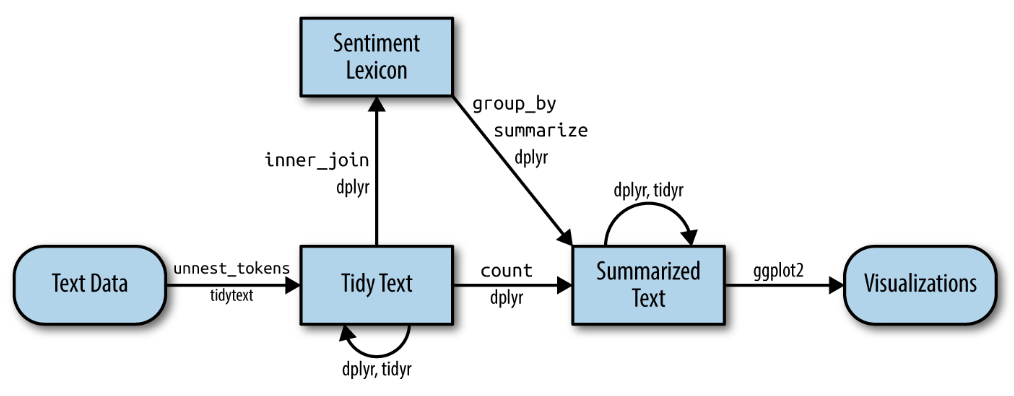 Sentiment
Lexicon
group_by
summarize
dplyr
inner_join
dplyr
dplyr, tidyr
Text Data
unnest_tokens
tidytext
Tidy Text
count
dplyr
Summarized
Text
ggplot2
Visualizations
dplyr, tidyr